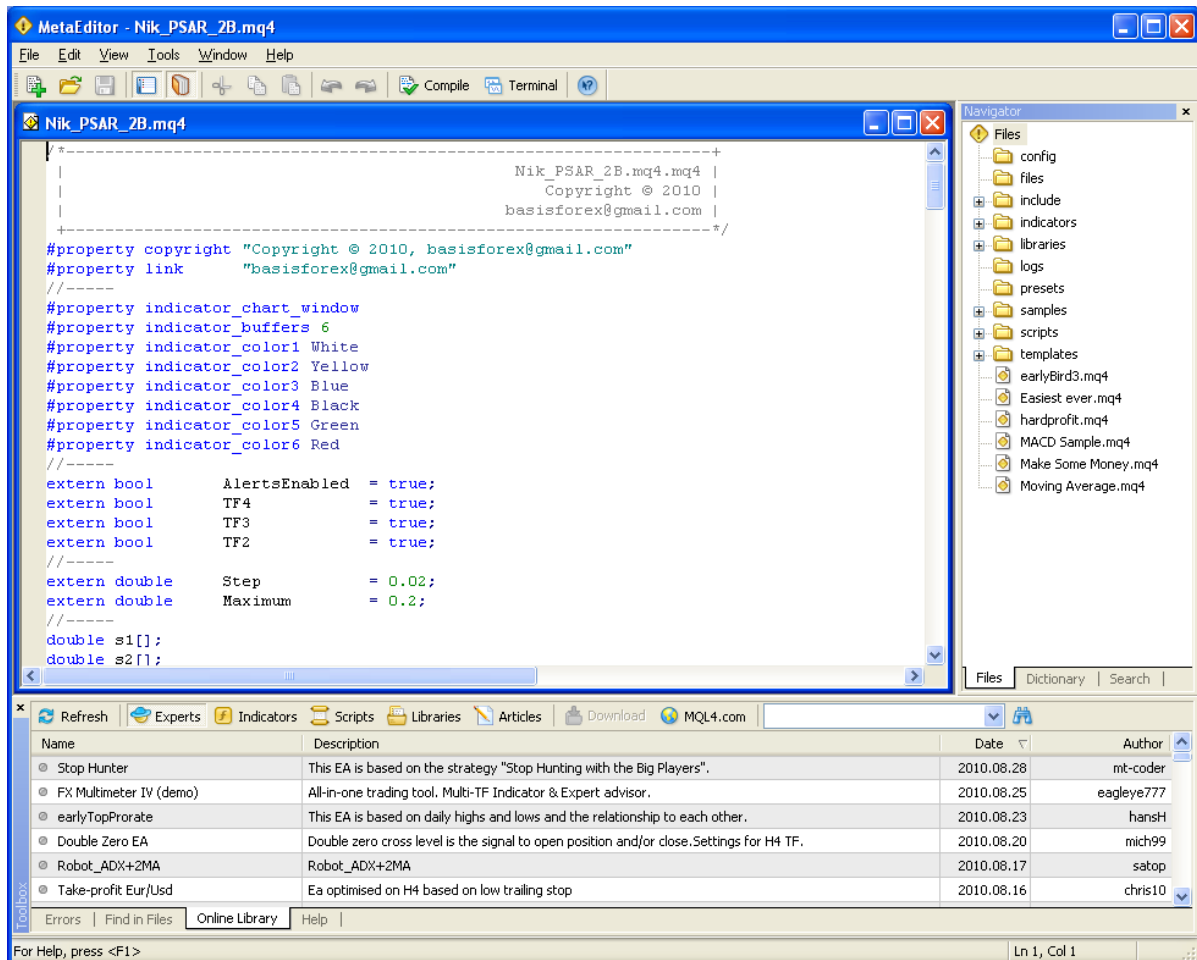 MetaEditor - Nik_PSAR_2B.mq4
File Edit View Tools Window Help
Compile Terminal
Nik_PSAR_2B.mq4
/*------------------------------------------------------------------+
| Nik_PSAR_2B.mq4.mq4 |
| Copyright © 2010 |
| basisforex@gmail.com |
+------------------------------------------------------------------*/
#property copyright "Copyright © 2010, basisforex@gmail.com"
#property link "basisforex@gmail.com"
//-----
#property indicator_chart_window
#property indicator_buffers 6
#property indicator_color1 White
#property indicator_color2 Yellow
#property indicator_color3 Blue
#property indicator_color4 Black
#property indicator_color5 Green
#property indicator_color6 Red
//-----
extern bool AlertsEnabled = true;
extern bool TF4 = true;
extern bool TF3 = true;
extern bool TF2 = true;
//-----
extern double Step = 0.02;
extern double Maximum = 0.2;
//-----
double s1[];
double s2[];
Navigator
Files
config
files
include
indicators
libraries
logs
presets
samples
scripts
templates
earlyBird3.mq4
Easiest ever.mq4
hardprofit.mq4
MACD Sample.mq4
Make Some Money.mq4
Moving Average.mq4
Files Dictionary | Search |
Refresh Experts Indicators Scripts Libraries Articles Download MQL4.com
Name Description Date Author
Stop Hunter This EA is based on the strategy "Stop Hunting with the Big Players". 2010.08.28 mt-coder
FX Multimeter IV (demo) All-in-one trading tool. Multi-TF Indicator & Expert advisor. 2010.08.25 eagleye777
earlyTopProrate This EA is based on daily highs and lows and the relationship to each other. 2010.08.23 hansH
Double Zero EA Double zero cross level is the signal to open position and/or close.Settings for H4 TF. 2010.08.20 mich99
Robot_ADX+2MA Robot_ADX+2MA 2010.08.17 satop
Take-profit Eur/Usd Ea optimised on H4 based on low trailing stop 2010.08.16 chris10
Toolbox
Errors | Find in Files Online Library Help |
For Help, press <F1> Ln 1, Col 1